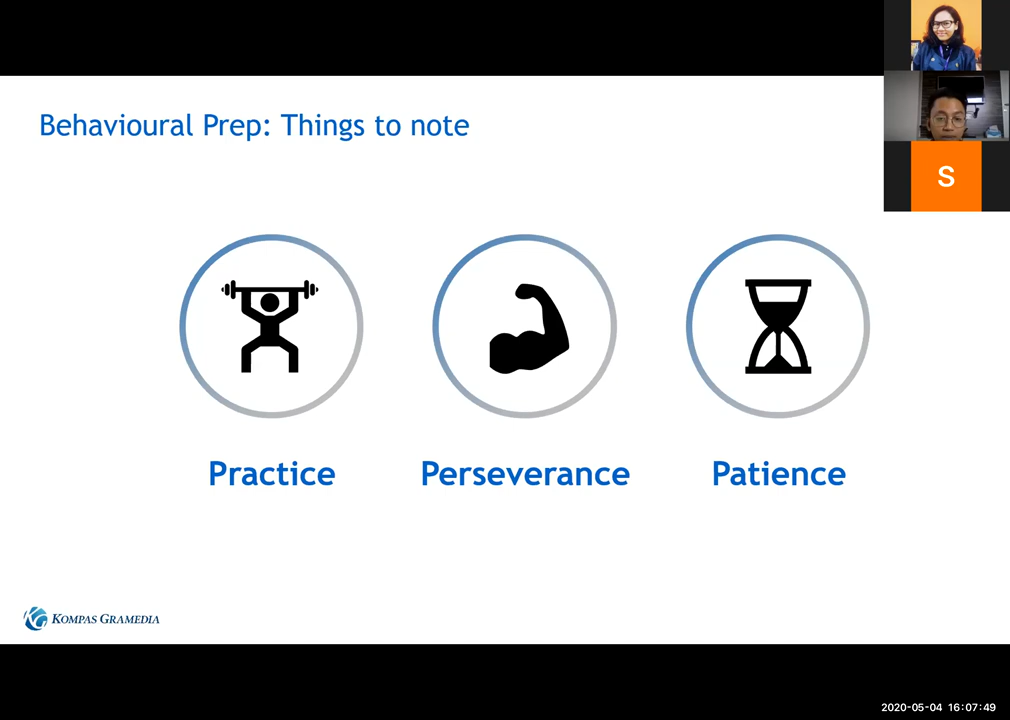 Behavioural Prep: Things to note
S
Practice
Perseverance
Patience
KOMPAS GRAMEDIA
2020-05-04 16:07:49